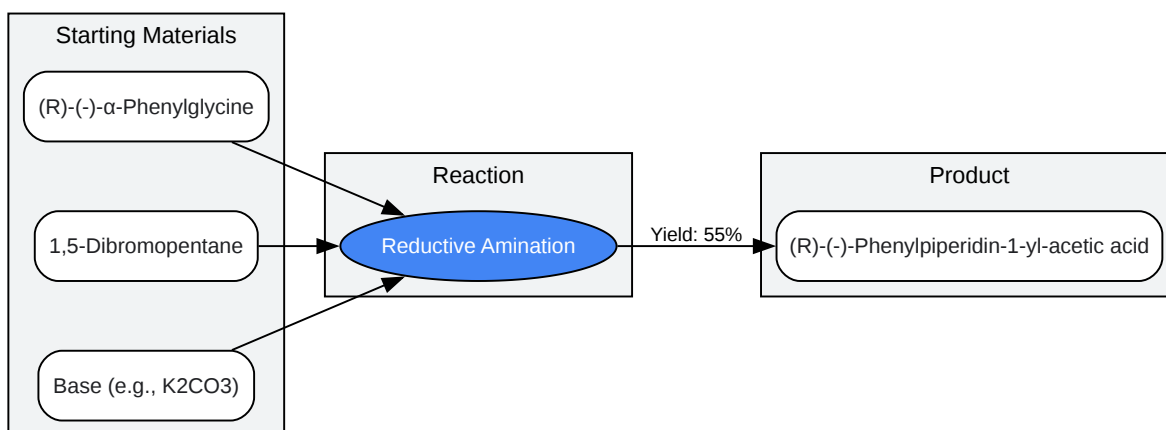 Starting Materials
(R)-(-)-α-Phenylglycine
1,5-Dibromopentane
Base (e.g., K2CO3)
Reaction
Reductive Amination
Yield: 55%
Product
(R)-(-)-Phenylpiperidin-1-yl-acetic acid